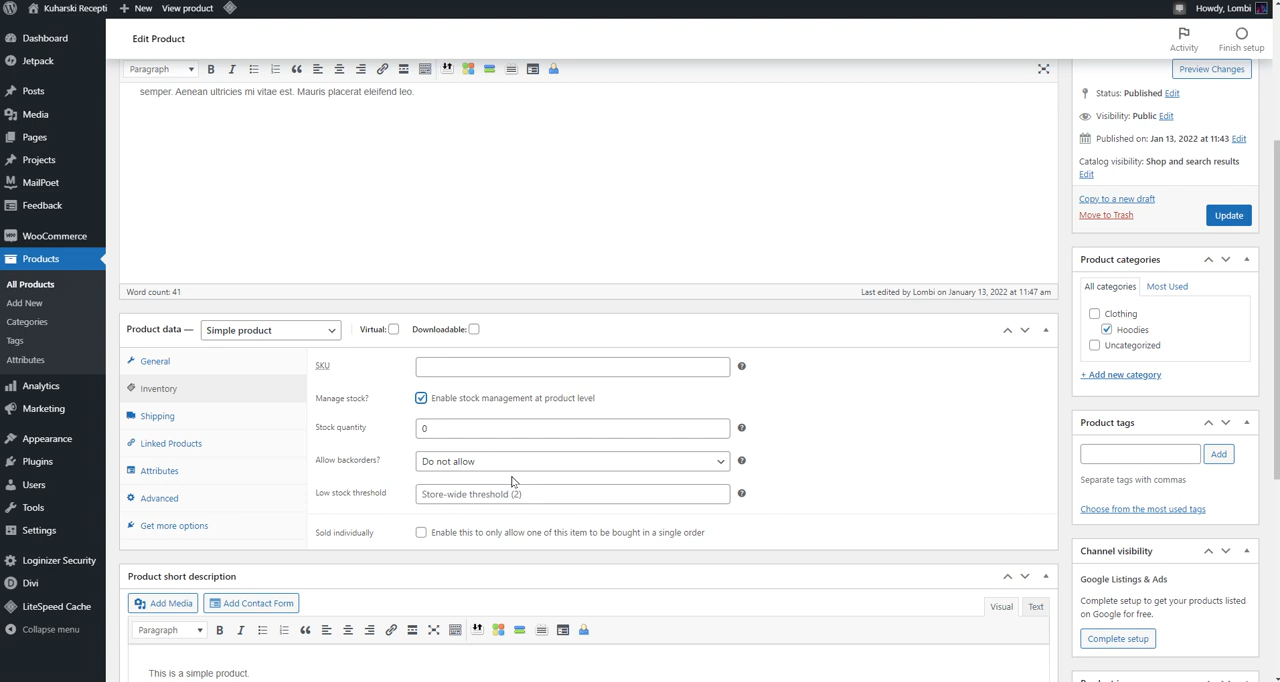 Kuharski Recepti
New
View product
Howdy, Lombi
Dashboard
Jetpack
Posts
Media
Pages
Projects
MailPoet
Feedback
WooCommerce
Products
All Products
Add New
Categories
Tags
Attributes
Analytics
Marketing
Appearance
Plugins
Users
Tools
Settings
Loginizer Security
Divi
LiteSpeed Cache
Collapse menu
Edit Product
Activity
Finish setup
Paragraph
semper. Aenean ultricies mi vitae est. Mauris placerat eleifend leo.
Word count: 41
Last edited by Lombi on January 13, 2022 at 11:47 am
Product data —
Simple product
Virtual:
Downloadable:
General
Inventory
Shipping
Linked Products
Attributes
Advanced
Get more options
SKU
Manage stock?
Enable stock management at product level
Stock quantity
0
Allow backorders?
Do not allow
Low stock threshold
Store-wide threshold (2)
Sold individually
Enable this to only allow one of this item to be bought in a single order
Product short description
Add Media
Add Contact Form
Visual
Text
Paragraph
This is a simple product.
Preview Changes
Status: Published Edit
Visibility: Public Edit
Published on: Jan 13, 2022 at 11:43 Edit
Catalog visibility: Shop and search results
Edit
Copy to a new draft
Move to Trash
Update
Product categories
All categories
Most Used
Clothing
Hoodies
Uncategorized
+ Add new category
Product tags
Add
Separate tags with commas
Choose from the most used tags
Channel visibility
Google Listings & Ads
Complete setup to get your products listed
on Google for free.
Complete setup